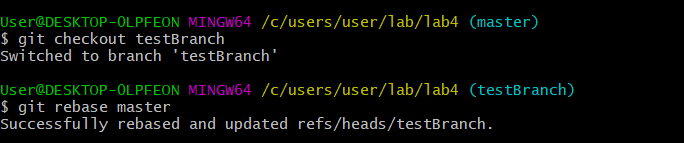 User@DESKTOP-OLPFEON MINGW64 /c/users/user/lab/lab4 (master)
$ git checkout testBranch
Switched to branch 'testBranch'
User@DESKTOP-OLPFEON MINGW64 /c/users/user/lab/lab4 (testBranch)
$ git rebase master
Successfully rebased and updated refs/heads/testBranch.